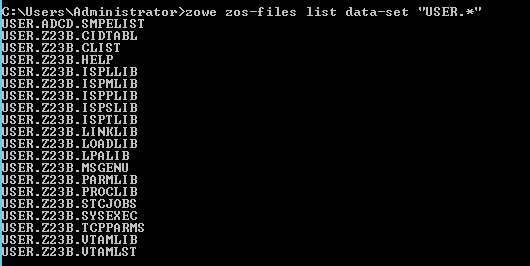 C:\Users\Administrator>zowe zos-files list data-set "USER.*"
USER.ADCD.SMPELIST
USER.Z23B.CIDTABL
USER.Z23B.CLIST
USER.Z23B.HELP
USER.Z23B.ISPLLIB
USER.Z23B.ISPMLIB
USER.Z23B.ISPPLIB
USER.Z23B.ISPSLIB
USER.Z23B.ISPTLIB
USER.Z23B.LINKLIB
USER.Z23B.LOADLIB
USER.Z23B.LPALIB
USER.Z23B.MSGENU
USER.Z23B.PARMLIB
USER.Z23B.PROCLIB
USER.Z23B.STCJOBS
USER.Z23B.SYSEXEC
USER.Z23B.TCPPARMS
USER.Z23B.VTAMLIB
USER.Z23B.VTAMLST